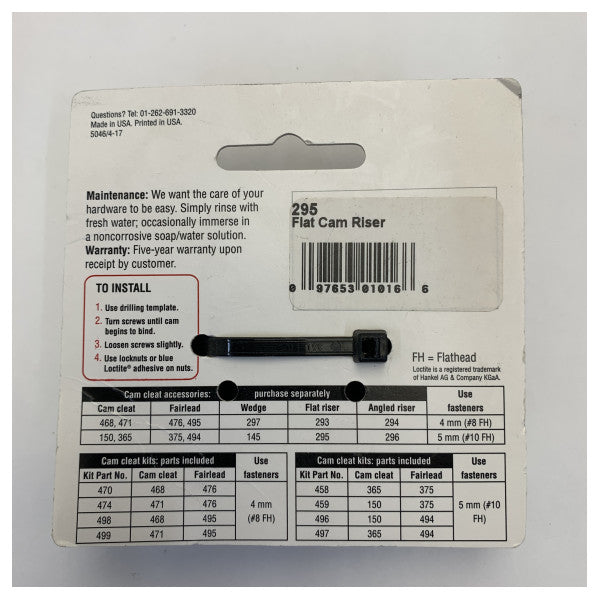 Questions? Tel: 01-262-691-3320
Made in USA. Printed in USA.
5046/4-17
Maintenance: We want the care of your
hardware to be easy. Simply rinse with
fresh water; occasionally immerse in
a noncorrosive soap/water solution.
Warranty: Five-year warranty upon
receipt by customer.
295
Flat Cam Riser
0 97653 01016 6
TO INSTALL
1. Use drilling template.
2. Turn screws until cam
begins to bind.
3. Loosen screws slightly.
4. Use locknuts or blue
Loctite® adhesive on nuts.
FH = Flathead
Loctite is a registered trademark
of Hankel AG & Company KGaA.
Cam cleat accessories: purchase separately Use
Cam cleat Fairlead Wedge Flat riser Angled riser fasteners
468, 471 476, 495 297 293 294 4 mm (#8 FH)
150, 365 375, 494 145 295 296 5 mm (#10 FH)
Cam cleat kits: parts included Use
Kit Part No. Cam cleat Fairlead fasteners
470 468 476
474 471 476 4 mm
498 468 495 (#8 FH)
499 471 495
Cam cleat kits: parts included Use
Kit Part No. Cam cleat Fairlead fasteners
458 365 375
459 150 375 5 mm (#10
496 150 494 FH)
497 365 494